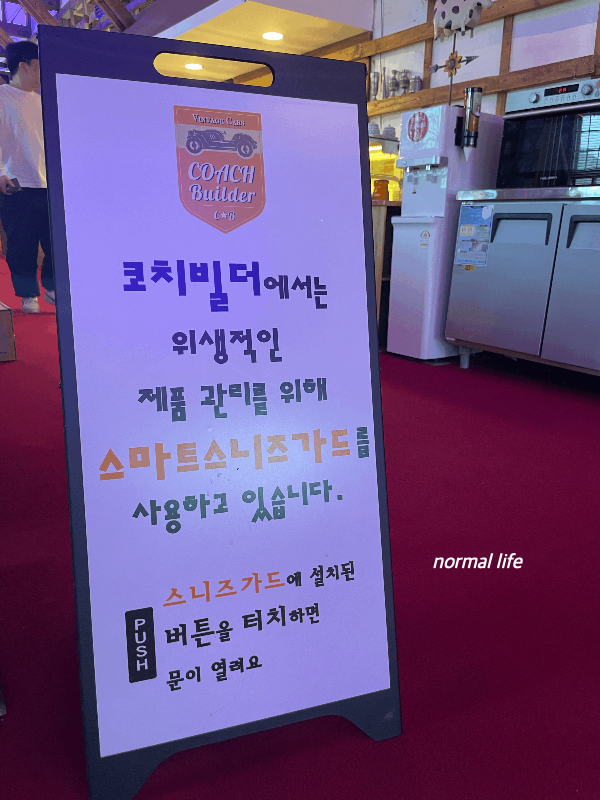 VINTAGE CARS
COACH
Builder
C★B
코치빌더에서는
위생적인
제품 관리를 위해
스마트스니즈가드를
사용하고 있습니다.
스니즈가드에 설치된
PUSH
버튼을 터치하면
문이 열려요
normal life